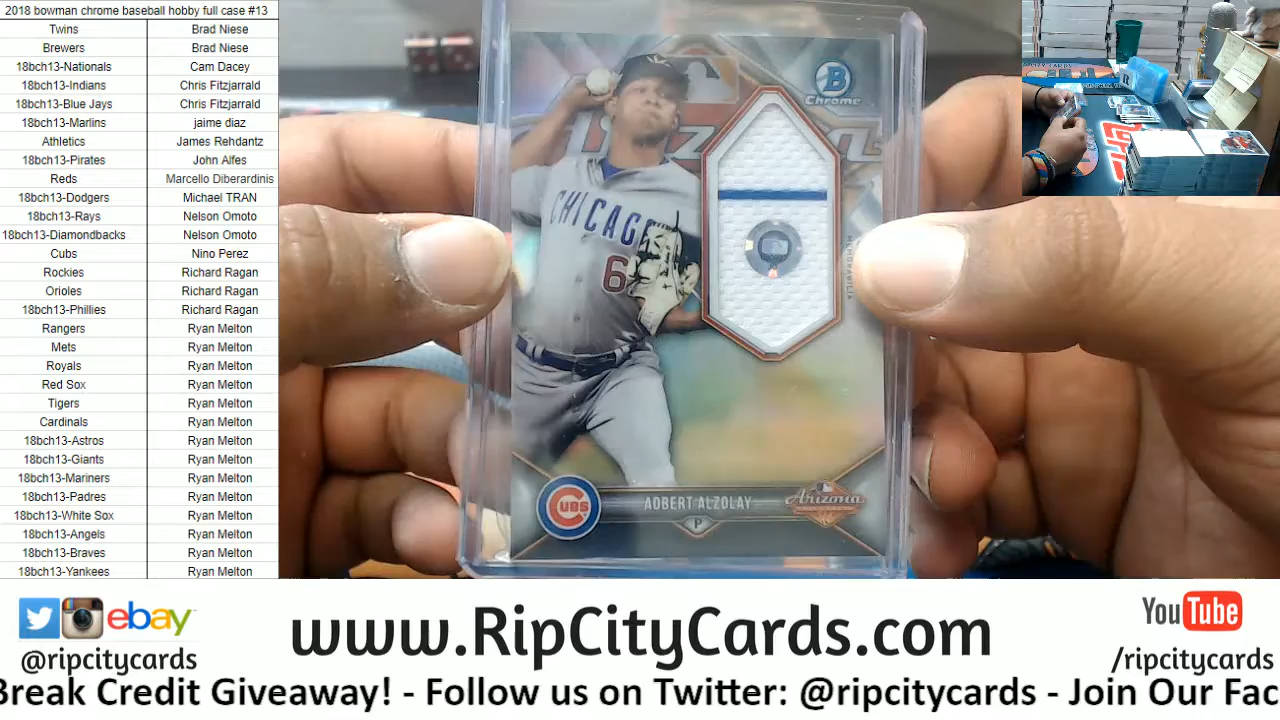 2018 bowman chrome baseball hobby full case #13
Twins Brad Niese
Brewers Brad Niese
18bch13-Nationals Cam Dacey
18bch13-Indians Chris Fitzjarrald
18bch13-Blue Jays Chris Fitzjarrald
18bch13-Marlins jaime diaz
Athletics James Rehdantz
18bch13-Pirates John Alfes
Reds Marcello Diberardinis
18bch13-Dodgers Michael TRAN
18bch13-Rays Nelson Omoto
18bch13-Diamondbacks Nelson Omoto
Cubs Nino Perez
Rockies Richard Ragan
Orioles Richard Ragan
18bch13-Phillies Richard Ragan
Rangers Ryan Melton
Mets Ryan Melton
Royals Ryan Melton
Red Sox Ryan Melton
Tigers Ryan Melton
Cardinals Ryan Melton
18bch13-Astros Ryan Melton
18bch13-Giants Ryan Melton
18bch13-Mariners Ryan Melton
18bch13-Padres Ryan Melton
18bch13-White Sox Ryan Melton
18bch13-Angels Ryan Melton
18bch13-Braves Ryan Melton
18bch13-Yankees Ryan Melton
B
Chrome
CHICAG
6
MEMORABILIA
CUBS
ADBERT ALZOLAY
P
Arizona
ebay
@ripcitycards
www.RipCityCards.com
YouTube
/ripcitycards
Break Credit Giveaway! - Follow us on Twitter: @ripcitycards - Join Our Fac